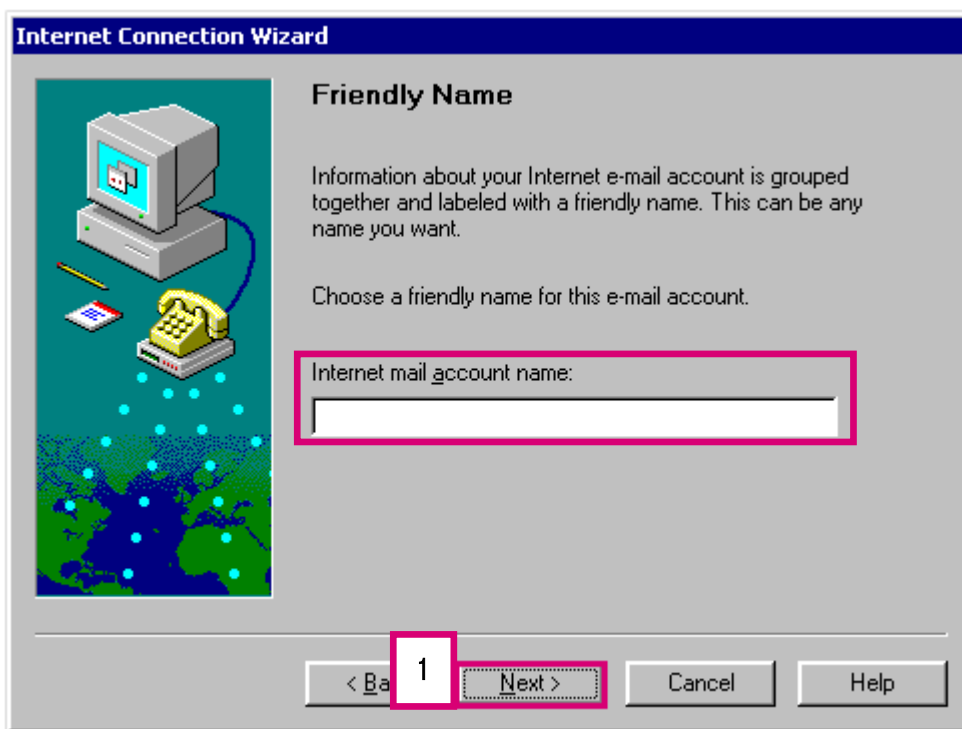 Internet Connection Wizard
Friendly Name
Information about your Internet e-mail account is grouped
together and labeled with a friendly name. This can be any
name you want.
Choose a friendly name for this e-mail account.
Internet mail account name:
< Ba 1 Next > Cancel Help